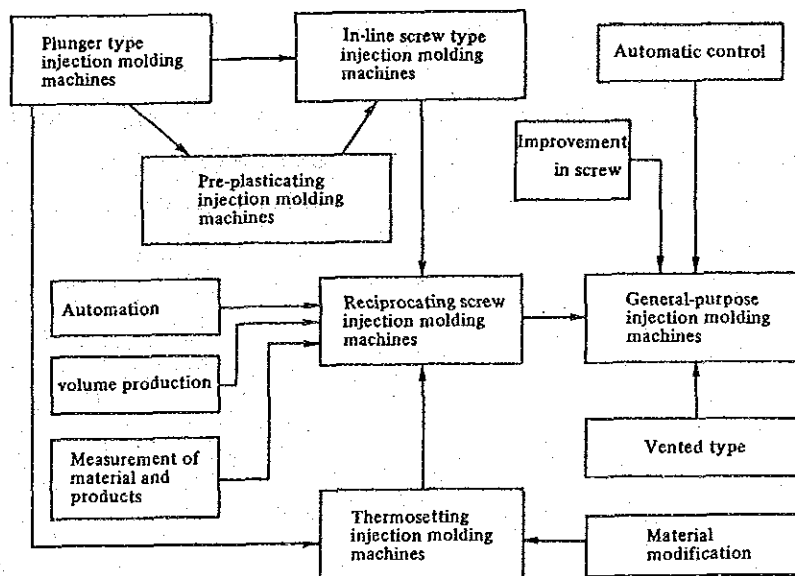 Plunger type
injection molding
machines
In-line screw type
injection molding
machines
Automatic control
Improvement
in screw
Pre-plasticating
injection molding
machines
Automation
Reciprocating screw
injection molding
machines
General-purpose
injection molding
machines
volume production
Measurement of
material and
products
Vented type
Thermosetting
injection molding
machines
Material
modification